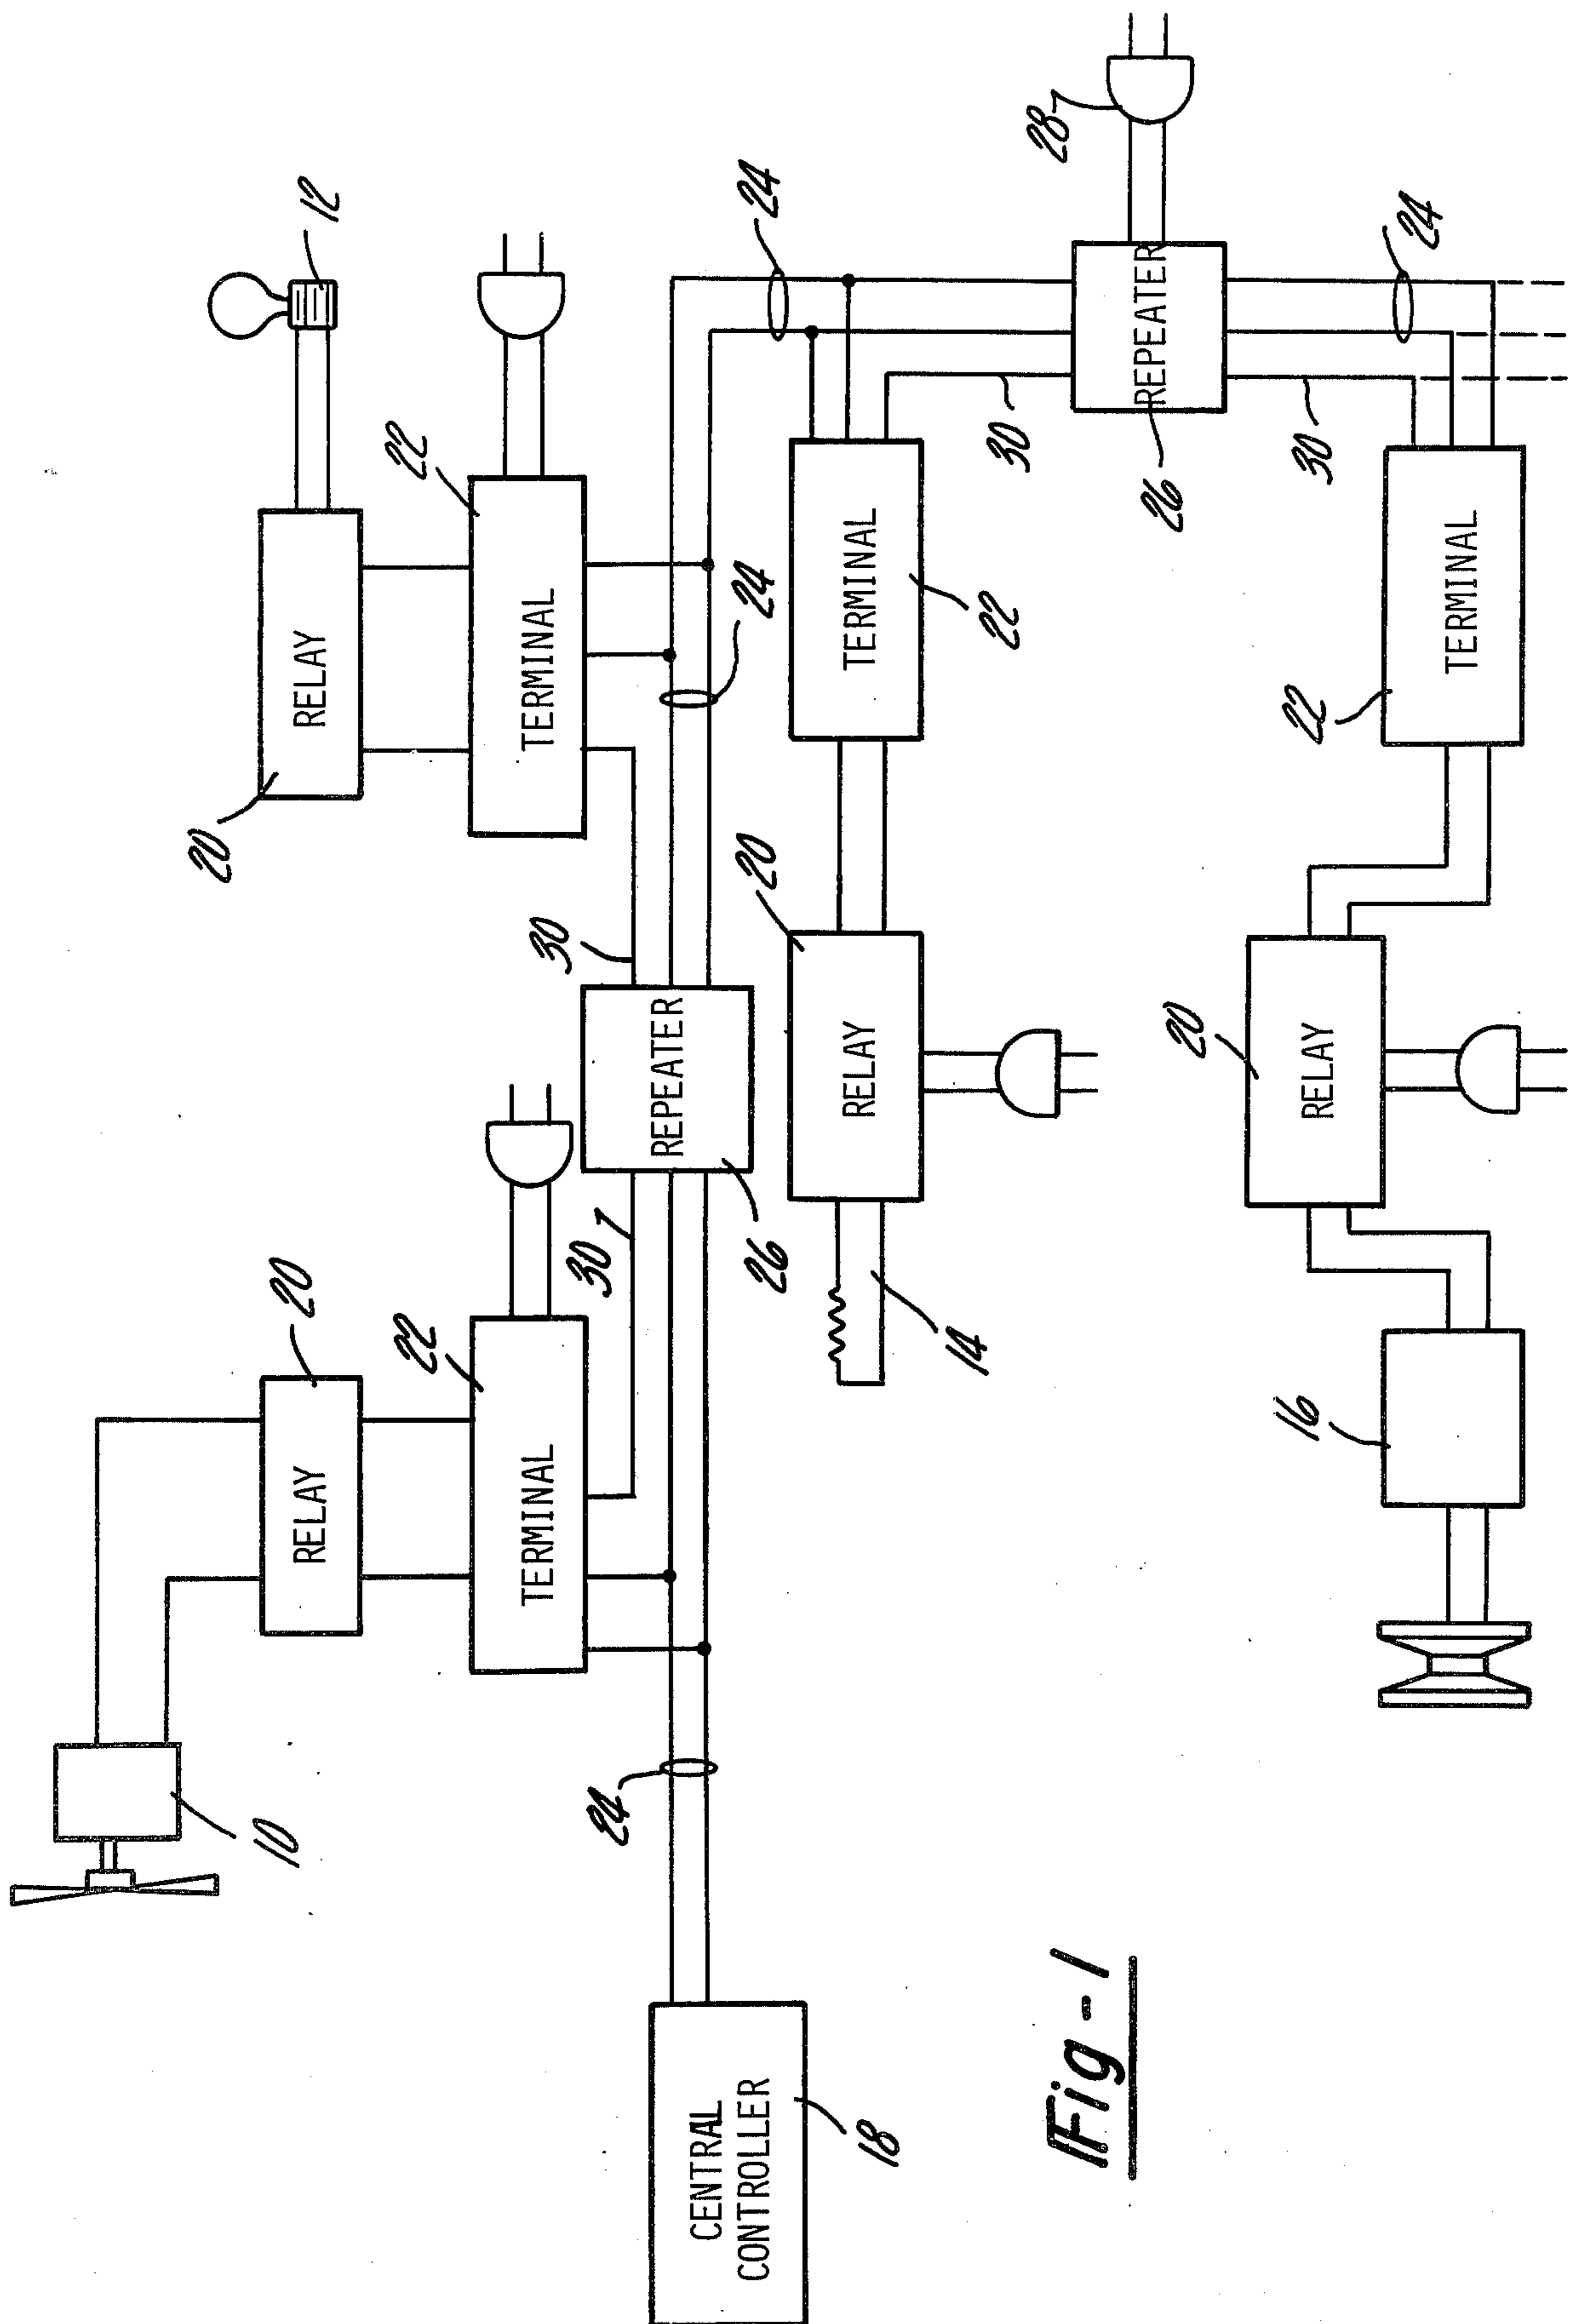 20
12
10
20
RELAY
RELAY
22
22
TERMINAL
TERMINAL
30
30
24
REPEATER
24
24
CENTRAL
CONTROLLER
26
20
RELAY
TERMINAL
18
14
22
30
28
Fig-1
REPEATER
26
20
16
22
30
RELAY
24
TERMINAL